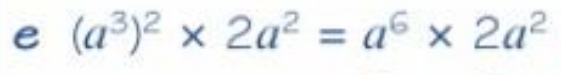 e (a³)² × 2a² = a⁶ × 2a²